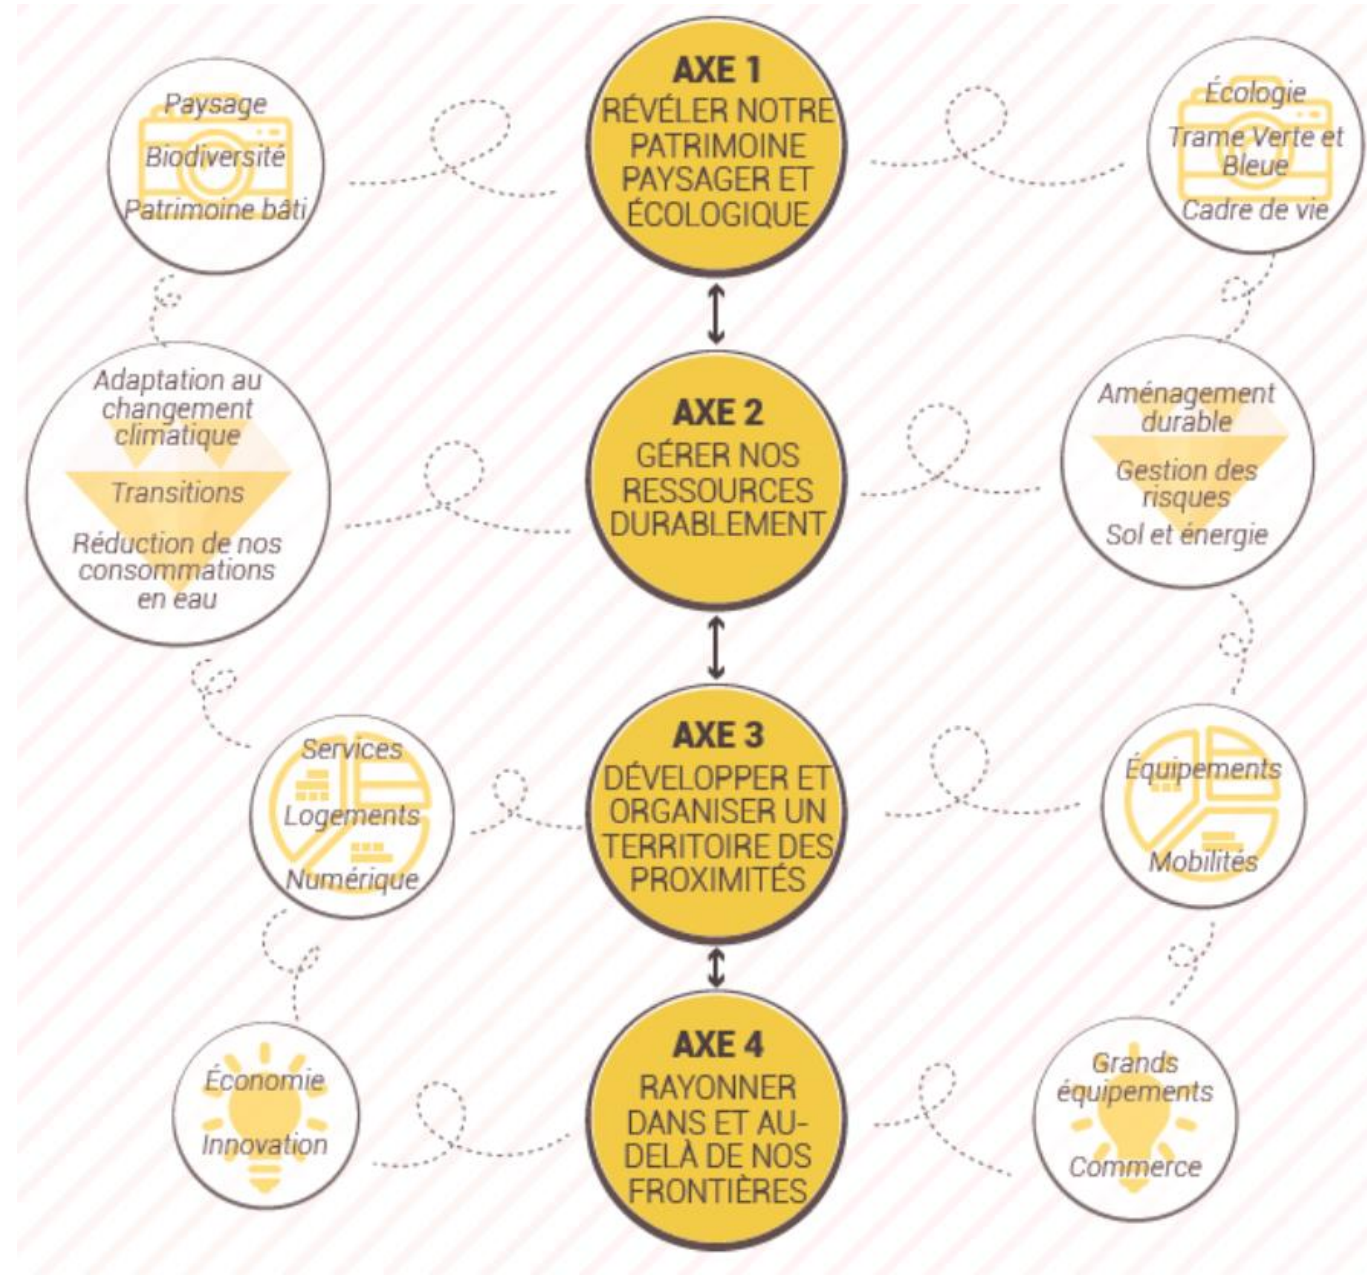 Paysage
Biodiversité
Patrimoine bâti
AXE 1
RÉVÉLER NOTRE
PATRIMOINE
PAYSAGER ET
ÉCOLOGIQUE
Écologie
Trame Verte et
Bleue
Cadre de vie
Adaptation au
changement
climatique
Transitions
Réduction de nos
consommations
en eau
AXE 2
GÉRER NOS
RESSOURCES
DURABLEMENT
Aménagement
durable
Gestion des
risques
Sol et énergie
Services
Logements
Numérique
AXE 3
DÉVELOPPER ET
ORGANISER UN
TERRITOIRE DES
PROXIMITÉS
Équipements
Mobilités
Économie
Innovation
AXE 4
RAYONNER
DANS ET AU-
DELÀ DE NOS
FRONTIÈRES
Grands
équipements
Commerce